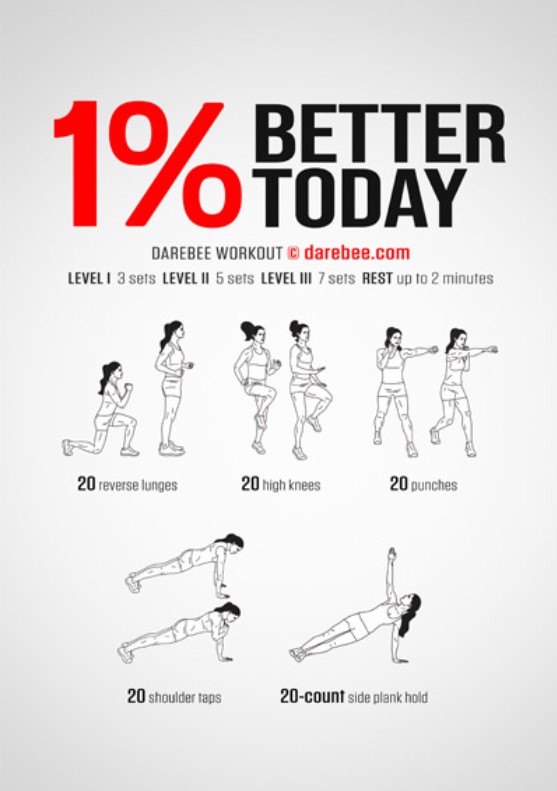 1% BETTER
TODAY
DAREBEE WORKOUT © darebee.com
LEVEL I 3 sets LEVEL II 5 sets LEVEL III 7 sets REST up to 2 minutes
20 reverse lunges
20 high knees
20 punches
20 shoulder taps
20-count side plank hold